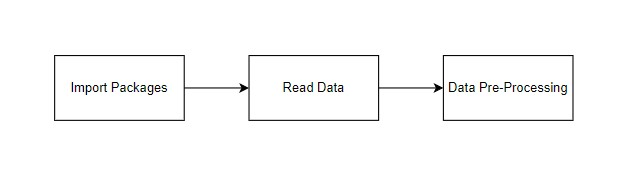 Import Packages
Read Data
Data Pre-Processing